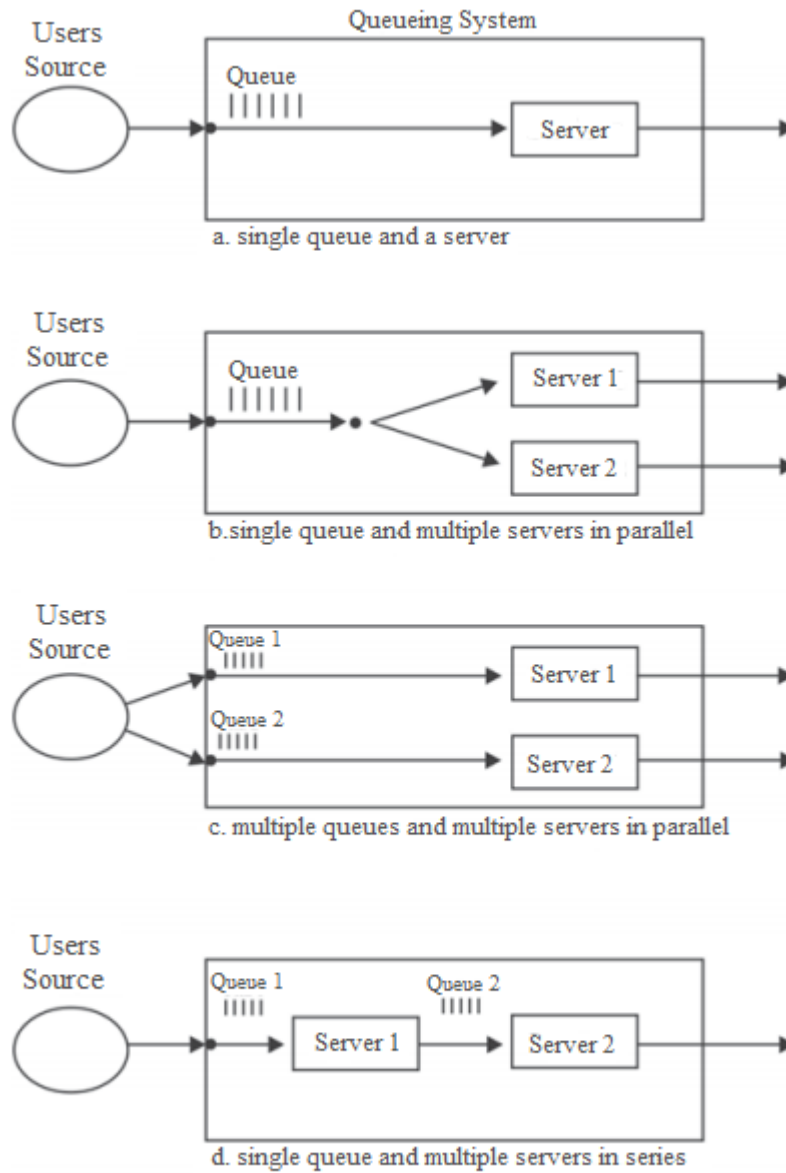 Queueing System
Users
Source
Queue
Server
a. single queue and a server
Users
Source
Queue
Server 1
Server 2
b.single queue and multiple servers in parallel
Users
Source
Queue 1
Server 1
Queue 2
Server 2
c. multiple queues and multiple servers in parallel
Users
Source
Queue 1
Queue 2
Server 1
Server 2
d. single queue and multiple servers in series